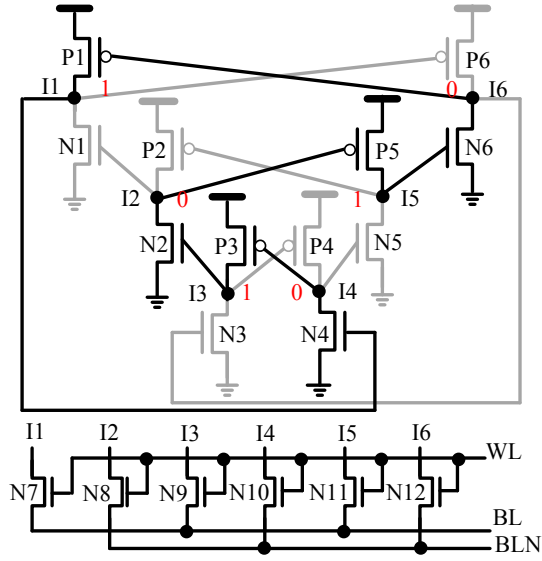 P1 P6
I1 1 0 I6
N1 P2 P5 N6
I2 0 1 I5
N2 P3 P4 N5
I3 1 0 I4
N3 N4
I1 I2 I3 I4 I5 I6 WL
N7 N8 N9 N10 N11 N12
BL
BLN